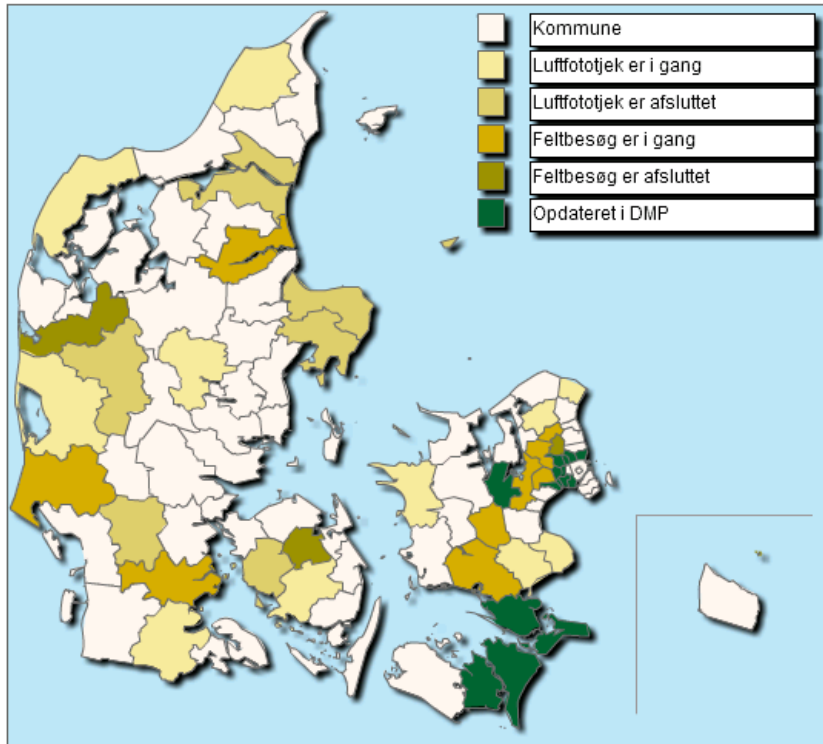 Kommune
Luftfototjek er i gang
Luftfototjek er afsluttet
Feltbesøg er i gang
Feltbesøg er afsluttet
Opdateret i DMP